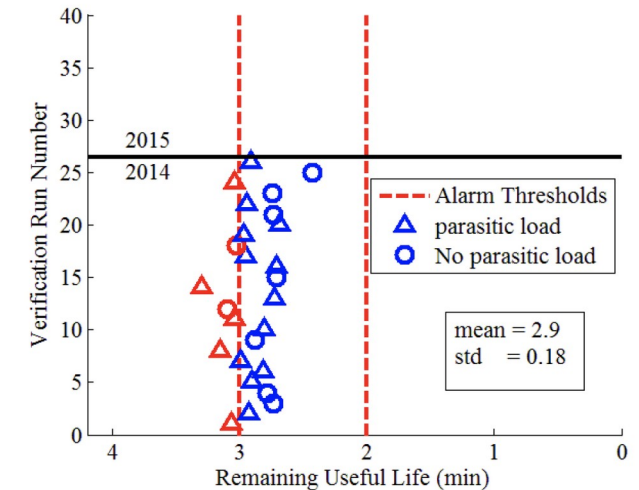 40
35
30
25
20
15
10
5
0
Verification Run Number
2015
2014
Alarm Thresholds
parasitic load
No parasitic load
mean = 2.9
std = 0.18
4 3 2 1 0
Remaining Useful Life (min)